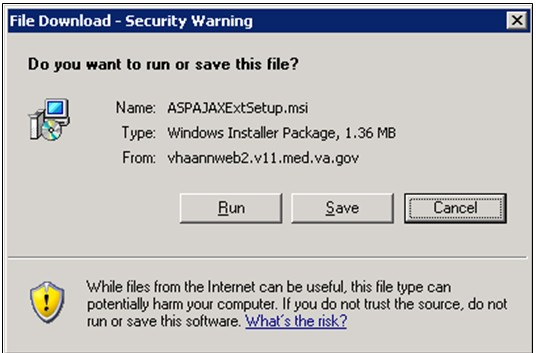 File Download - Security Warning
Do you want to run or save this file?
Name: ASPAJAXExtSetup.msi
Type: Windows Installer Package, 1.36 MB
From: vhaannweb2.v11.med.va.gov
Run Save Cancel
While files from the Internet can be useful, this file type can
potentially harm your computer. If you do not trust the source, do not
run or save this software. What's the risk?